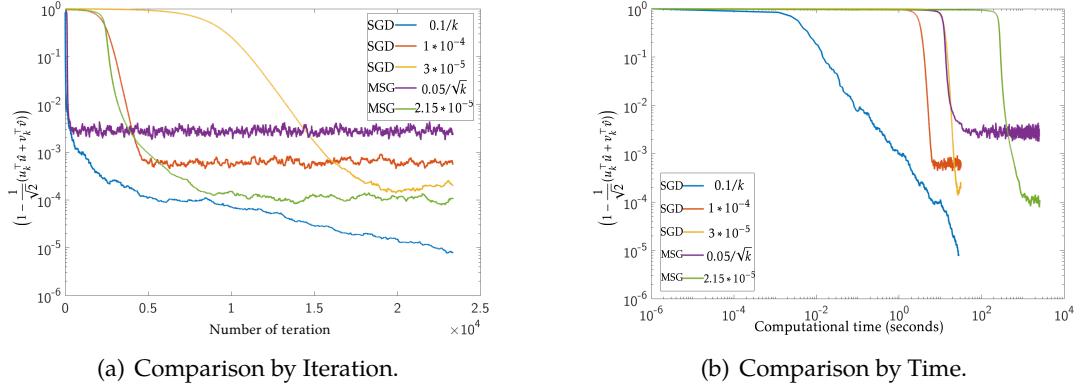 10^0
10^-1
10^-2
10^-3
10^-4
10^-5
10^-6
(1 − 1/√2 (u_k^⊤ û + v_k^⊤ v̂))
SGD 0.1/k
SGD 1 * 10^-4
SGD 3 * 10^-5
MSG 0.05/√k
MSG 2.15 * 10^-5
0 0.5 1 1.5 2 2.5
Number of teration × 10^4
(a) Comparison by Iteration.
10^0
10^-1
10^-2
10^-3
10^-4
10^-5
10^-6
(1 − 1/√2 (u_k^⊤ û + v_k^⊤ v̂))
SGD 0.1/k
SGD 1 * 10^-4
SGD 3 * 10^-5
MSG 0.05/√k
MSG 2.15 * 10^-5
10^-6 10^-4 10^-2 10^0 10^2 10^4
Computational time (seconds)
(b) Comparison by Time.